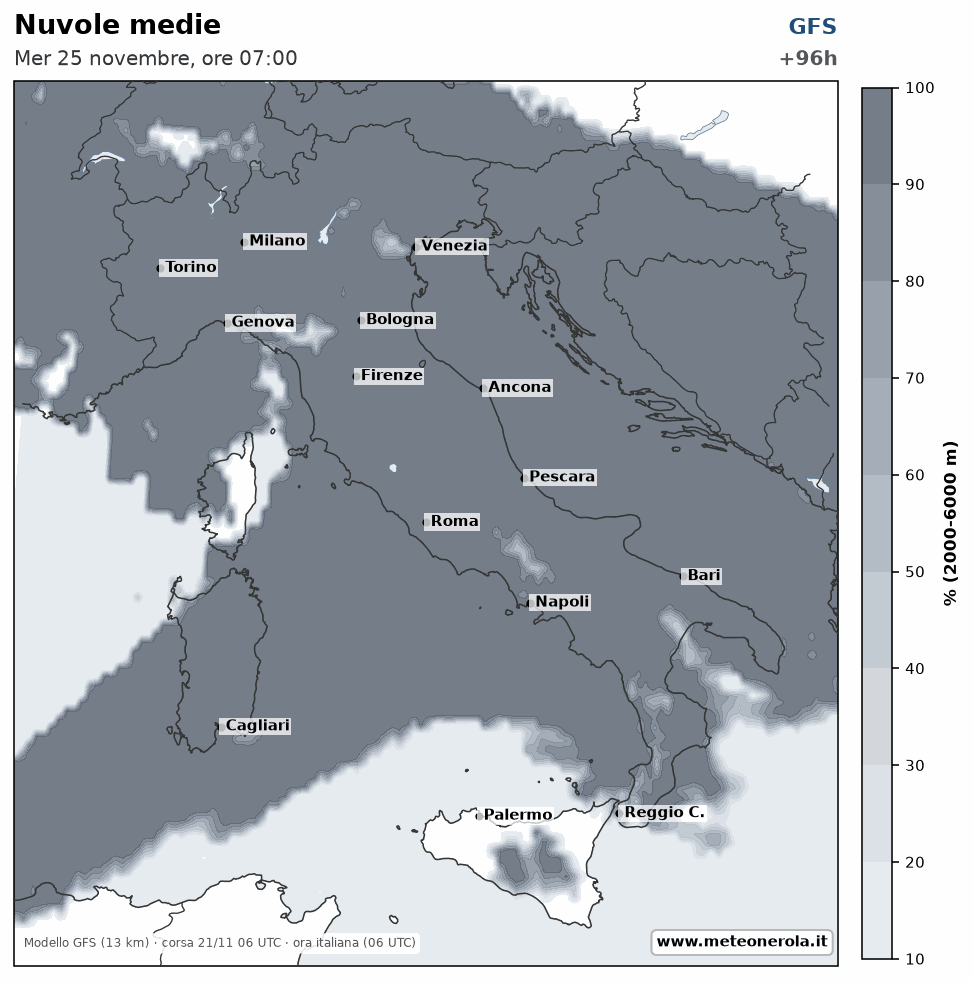 Nuvole medie
GFS
Mer 25 novembre, ore 07:00
+96h
100
90
80
70
60
50
40
30
20
10
% (2000-6000 m)
Milano
Venezia
Torino
Genova
Bologna
Firenze
Ancona
Pescara
Roma
Bari
Napoli
Cagliari
Palermo
Reggio C.
Modello GFS (13 km) · corsa 21/11 06 UTC · ora italiana (06 UTC)
www.meteonerola.it